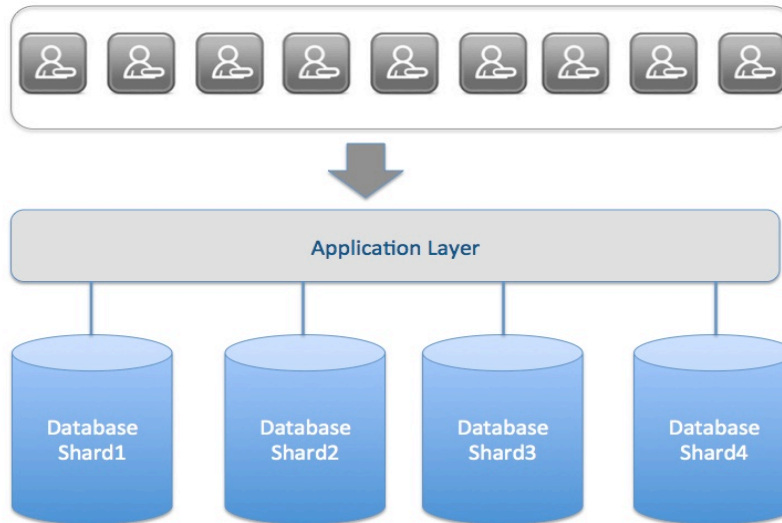 Application Layer
Database
Shard1
Database
Shard2
Database
Shard3
Database
Shard4